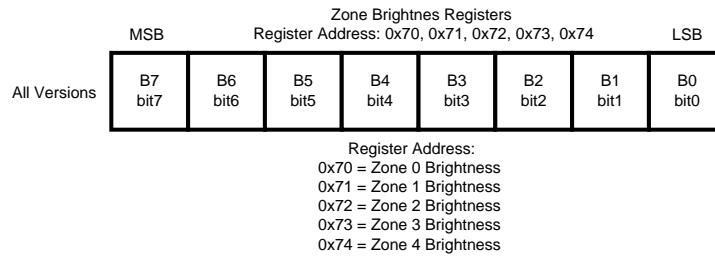 Zone Brightnes Registers
MSB Register Address: 0x70, 0x71, 0x72, 0x73, 0x74 LSB
All Versions B7 B6 B5 B4 B3 B2 B1 B0
bit7 bit6 bit5 bit4 bit3 bit2 bit1 bit0
Register Address:
0x70 = Zone 0 Brightness
0x71 = Zone 1 Brightness
0x72 = Zone 2 Brightness
0x73 = Zone 3 Brightness
0x74 = Zone 4 Brightness